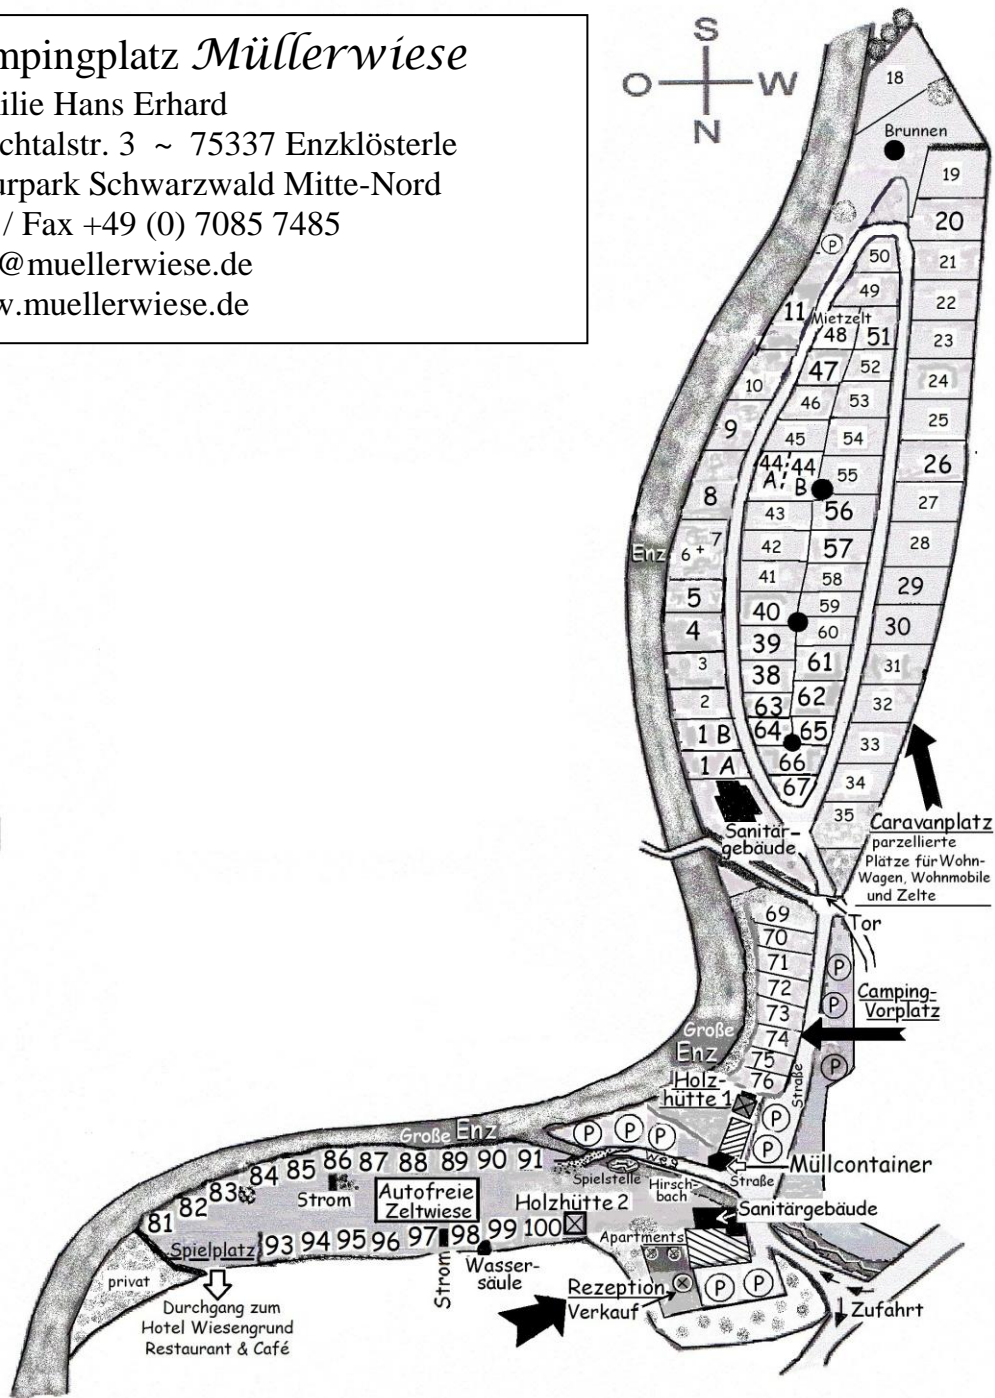 mpingplatz Müllerwiese
ilie Hans Erhard
chtalstr. 3 ~ 75337 Enzklösterle
urpark Schwarzwald Mitte-Nord
/ Fax +49 (0) 7085 7485
@muellerwiese.de
w.muellerwiese.de
S
O W
N
18
Brunnen
19
20
P
50
21
49
22
11
Mietzelt
48 51
23
47 52
10
24
46 53
9
25
45 54
44 A 44 B
55
26
8
27
43 56
Enz
6 + 7
42 57
28
41 58
5
29
40 59
4
39 60
30
3
38 61
31
2
63 62
32
1 B
64 65
33
1 A
66
67
34
35
Sanitär-
gebäude
Caravanplatz
parzellierte
Plätze für Wohn-
Wagen, Wohnmobile
und Zelte
Tor
69
70
71
72
73
74
75
76
P
P
P
Camping-
Vorplatz
Große
Enz
Straße
Holz-
hütte 1
P
P
Große Enz
P P P
Weg
Müllcontainer
Spielstelle
Hirsch-
bach
Straße
81 82 83 84 85 86 87 88 89 90 91
Strom
Autofreie
Zeltwiese
Holzhütte 2
Sanitärgebäude
Spielplatz
93 94 95 96 97 98 99 100
Apartments
privat
Strom
Wasser-
säule
Rezeption
Verkauf
P P
Zufahrt
Durchgang zum
Hotel Wiesengrund
Restaurant & Café